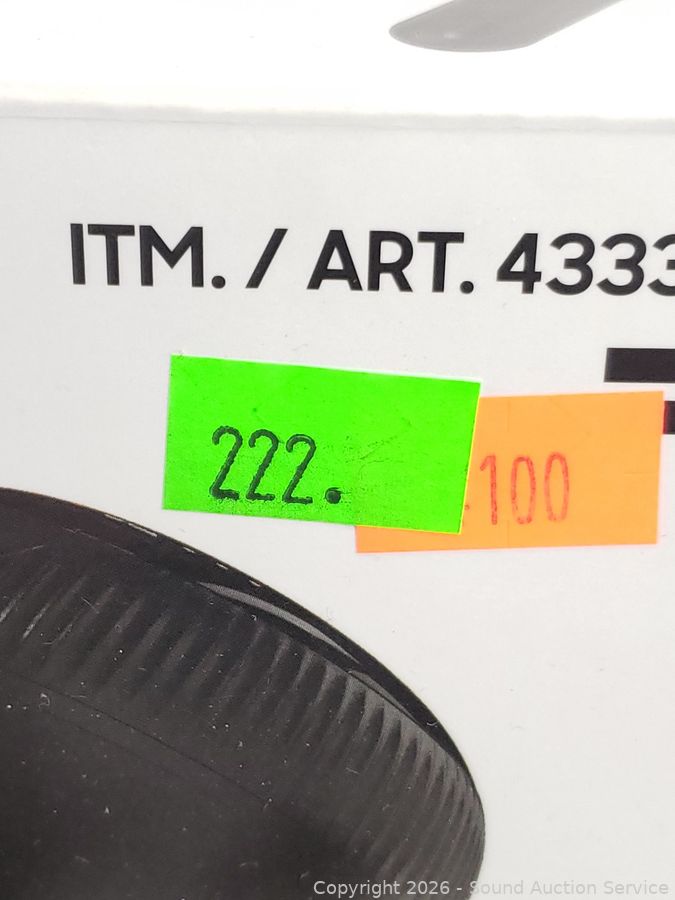 ITM. / ART. 4333
222.
100
Copyright 2026 - Sound Auction Service